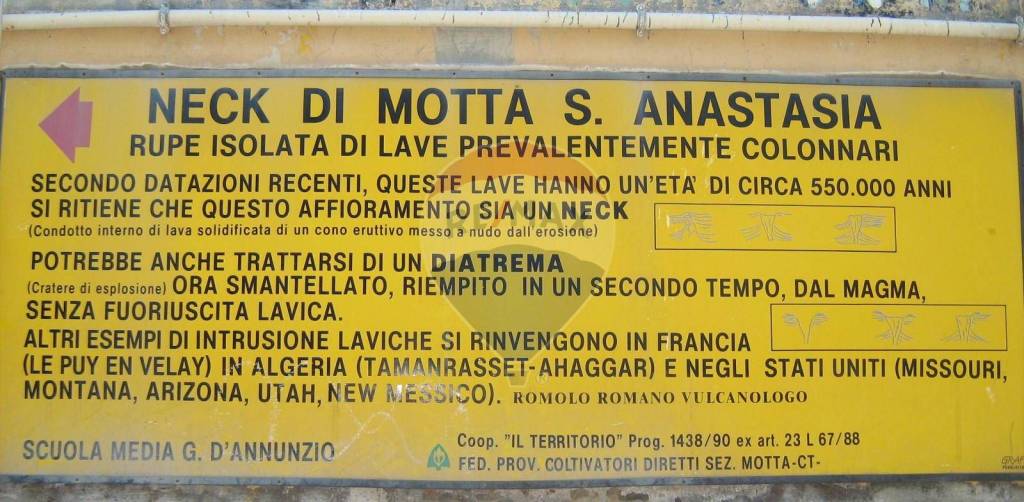 NECK DI MOTTA S. ANASTASIA
RUPE ISOLATA DI LAVE PREVALENTEMENTE COLONNARI
SECONDO DATAZIONI RECENTI, QUESTE LAVE HANNO UN'ETA' DI CIRCA 550.000 ANNI
SI RITIENE CHE QUESTO AFFIORAMENTO SIA UN NECK
(Condotto interno di lava solidificata di un cono eruttivo messo a nudo dall'erosione)
POTREBBE ANCHE TRATTARSI DI UN DIATREMA
(Cratere di esplosione) ORA SMANTELLATO, RIEMPITO IN UN SECONDO TEMPO, DAL MAGMA,
SENZA FUORIUSCITA LAVICA.
ALTRI ESEMPI DI INTRUSIONE LAVICHE SI RINVENGONO IN FRANCIA
(LE PUY EN VELAY) IN ALGERIA (TAMANRASSET-AHAGGAR) E NEGLI STATI UNITI (MISSOURI,
MONTANA, ARIZONA, UTAH, NEW MESSICO). ROMOLO ROMANO VULCANOLOGO
SCUOLA MEDIA G. D'ANNUNZIO
Coop. "IL TERRITORIO" Prog. 1438/90 ex art. 23 L 67/88
FED. PROV. COLTIVATORI DIRETTI SEZ. MOTTA-CT-
RE/MAX